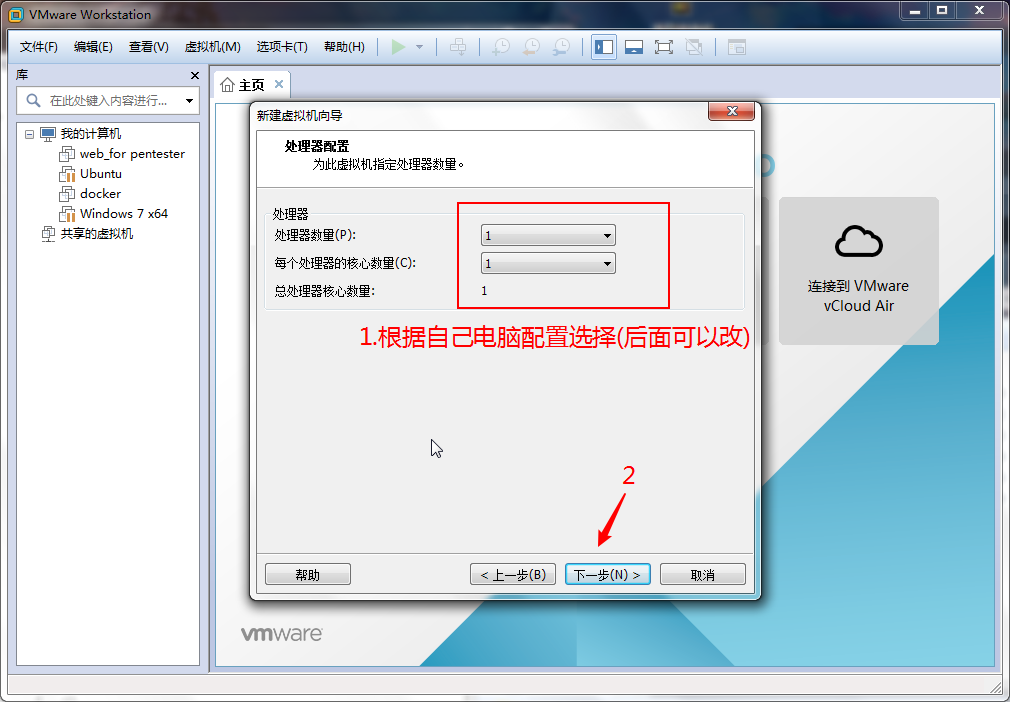 VMware Workstation
文件(F) 编辑(E) 查看(V) 虚拟机(M) 选项卡(T) 帮助(H)
库
在此处键入内容进行...
我的计算机
web_for pentester
Ubuntu
docker
Windows 7 x64
共享的虚拟机
主页
新建虚拟机向导
处理器配置
为此虚拟机指定处理器数量。
处理器
处理器数量(P): 1
每个处理器的核心数量(C): 1
总处理器核心数量: 1
1.根据自己电脑配置选择(后面可以改)
2
帮助 < 上一步(B) 下一步(N) > 取消
连接到 VMware
vCloud Air
vmware